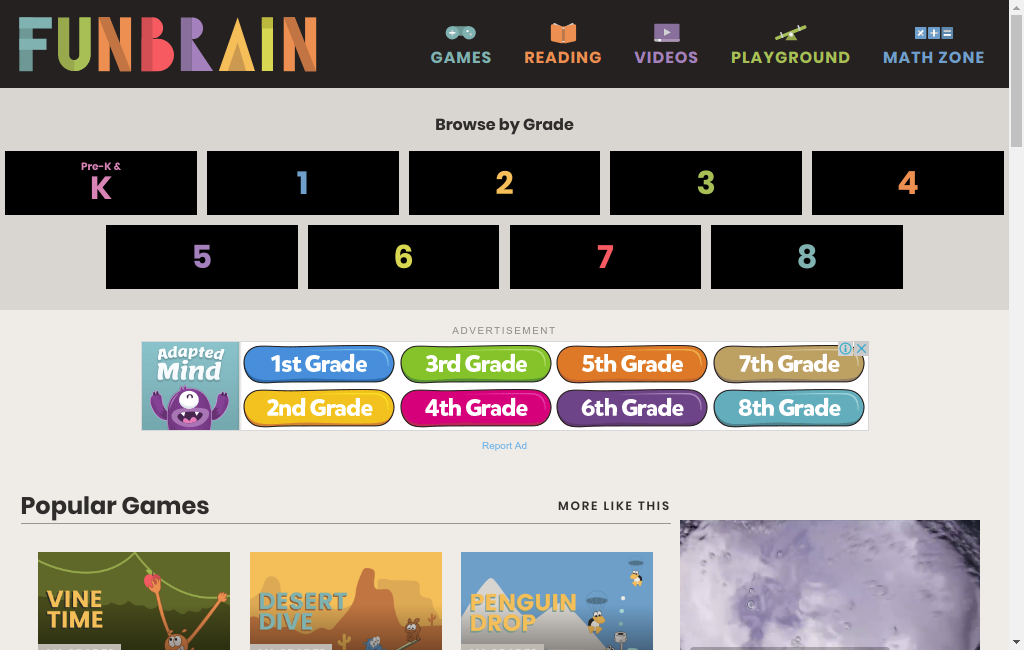 FUNBRAIN
GAMES
READING
VIDEOS
PLAYGROUND
MATH ZONE
Browse by Grade
Pre-K &
K
1
2
3
4
5
6
7
8
ADVERTISEMENT
Adapted
Mind
1st Grade
3rd Grade
5th Grade
7th Grade
2nd Grade
4th Grade
6th Grade
8th Grade
Report Ad
Popular Games
MORE LIKE THIS
VINE
TIME
DESERT
DIVE
PENGUIN
DROP